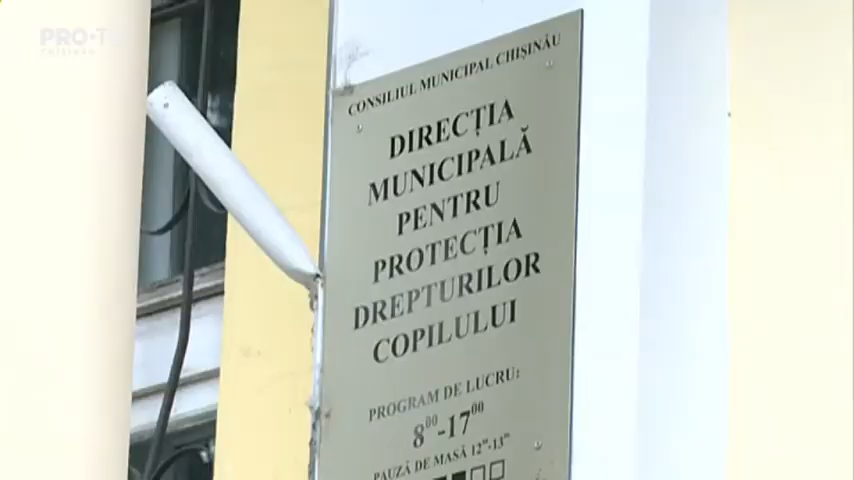 PRO•T
CHIȘINĂU
CONSILIUL MUNICIPAL CHIȘINĂU
DIRECȚIA
MUNICIPALĂ
PENTRU
PROTECȚIA
DREPTURILOR
COPILULUI
PROGRAM DE LUCRU:
8⁰⁰-17⁰⁰
PAUZĂ DE MASĂ 12⁰⁰-13⁰⁰